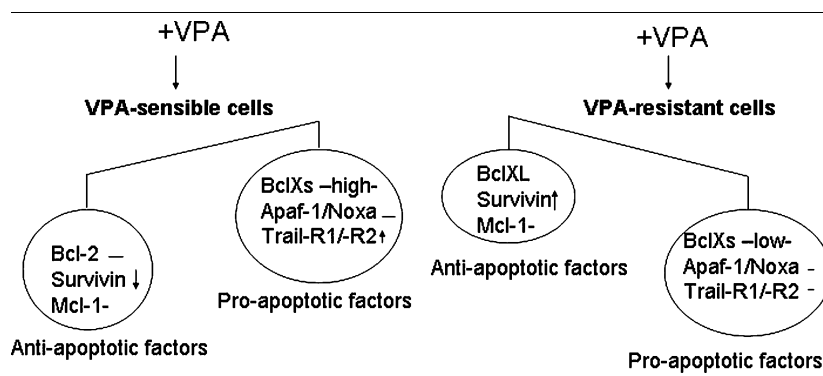 +VPA
VPA-sensible cells
Bcl-2 –
Survivin ↓
Mcl-1-
Anti-apoptotic factors
BclXs –high-
Apaf-1/Noxa –
Trail-R1/-R2↑
Pro-apoptotic factors
+VPA
VPA-resistant cells
BclXL
Survivin↑
Mcl-1-
Anti-apoptotic factors
BclXs –low-
Apaf-1/Noxa -
Trail-R1/-R2 -
Pro-apoptotic factors